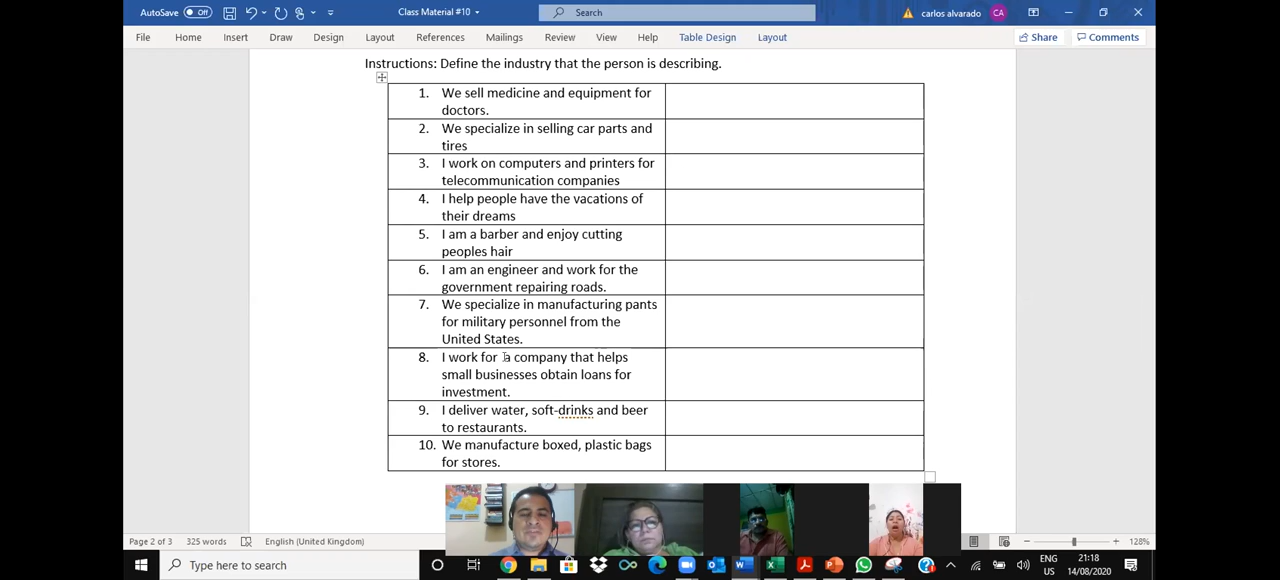 AutoSave Off
Class Material #10
Search
carlos alvarado CA
File Home Insert Draw Design Layout References Mailings Review View Help Table Design Layout Share Comments
Instructions: Define the industry that the person is describing.
1. We sell medicine and equipment for
doctors.
2. We specialize in selling car parts and
tires
3. I work on computers and printers for
telecommunication companies
4. I help people have the vacations of
their dreams
5. I am a barber and enjoy cutting
peoples hair
6. I am an engineer and work for the
government repairing roads.
7. We specialize in manufacturing pants
for military personnel from the
United States.
8. I work for a company that helps
small businesses obtain loans for
investment.
9. I deliver water, soft-drinks and beer
to restaurants.
10. We manufacture boxed, plastic bags
for stores.
Page 2 of 3 325 words English (United Kingdom) 128%
Type here to search
ENG
US
21:18
14/08/2020